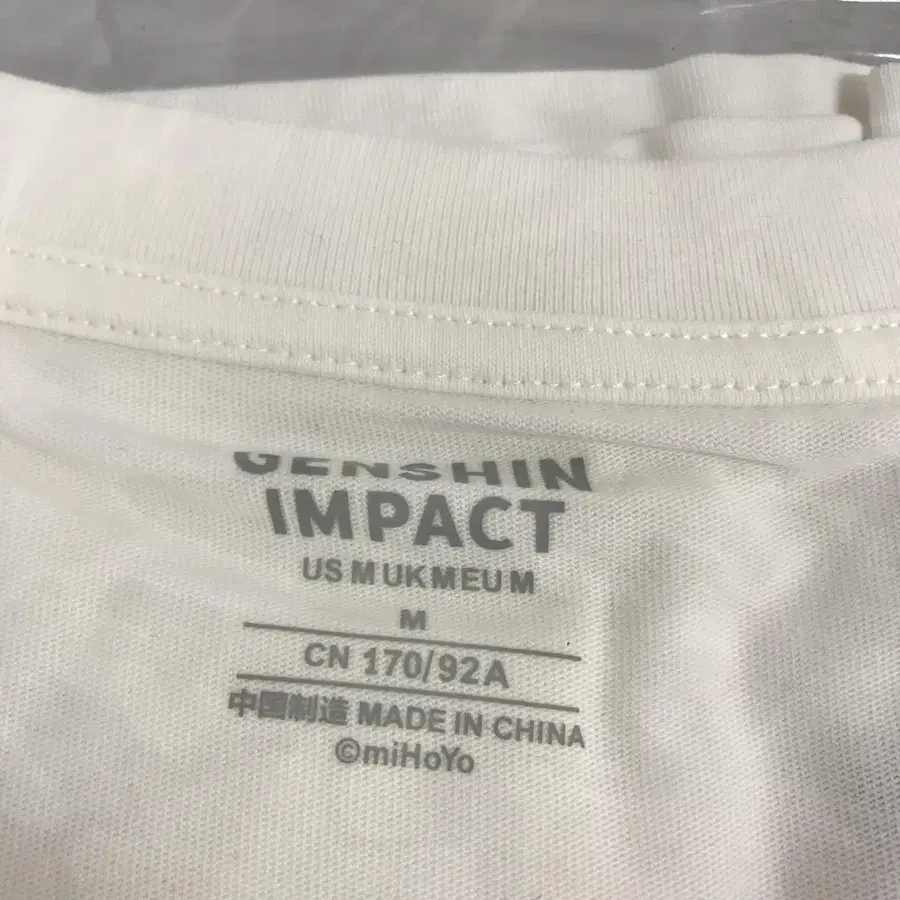 GENSHIN
IMPACT
US M UK M EU M
M
CN 170/92A
中国制造 MADE IN CHINA
©miHoYo